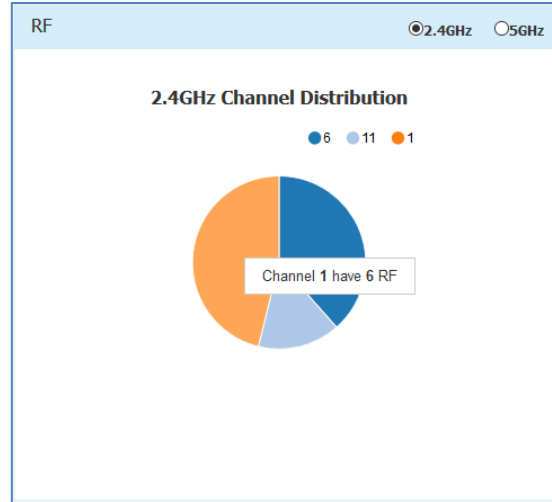 RF 2.4GHz 5GHz
2.4GHz Channel Distribution
6 11 1
Channel 1 have 6 RF